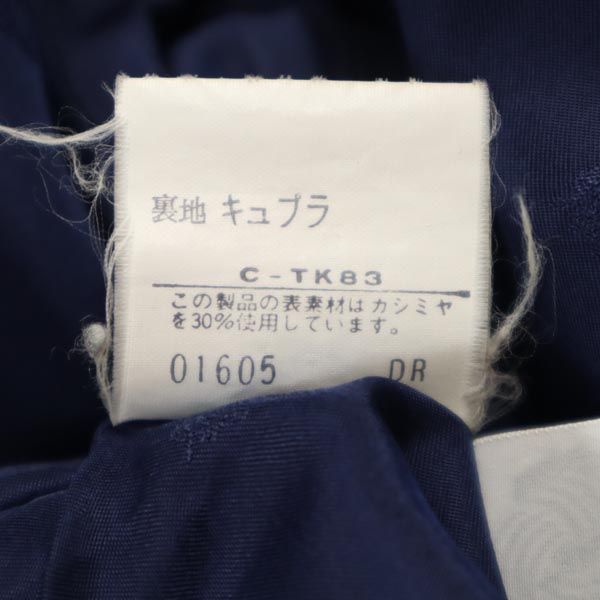 裏地 キュプラ
C-TK83
この製品の表素材はカシミヤ
を30%使用しています。
01605 DR